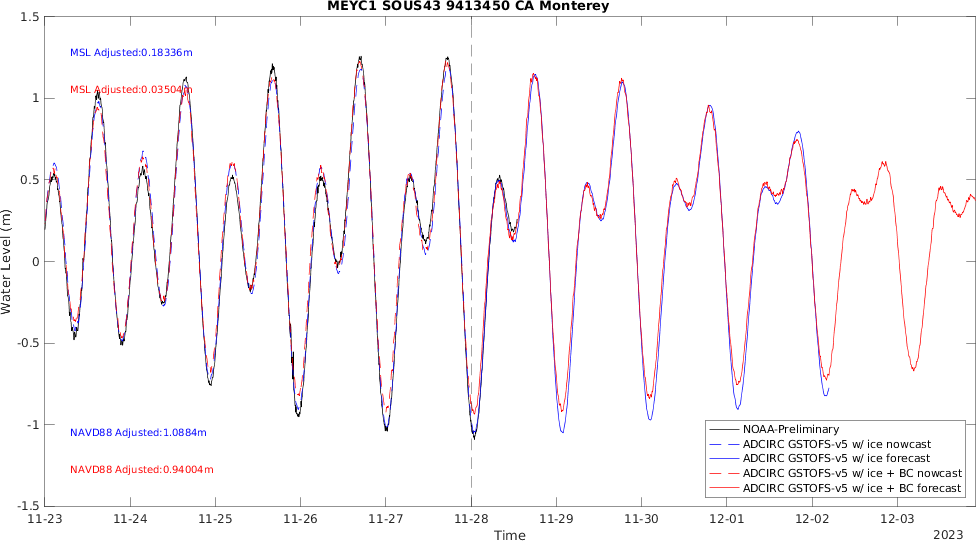 MEYC1 SOUS43 9413450 CA Monterey
1.5
MSL Adjusted:0.18336m
1
MSL Adjusted:0.03504m
0.5
Water Level (m)
0
-0.5
-1
NAVD88 Adjusted:1.0884m
NAVD88 Adjusted:0.94004m
-1.5
NOAA-Preliminary
ADCIRC GSTOFS-v5 w/ ice nowcast
ADCIRC GSTOFS-v5 w/ ice forecast
ADCIRC GSTOFS-v5 w/ ice + BC nowcast
ADCIRC GSTOFS-v5 w/ ice + BC forecast
11-23 11-24 11-25 11-26 11-27 11-28 11-29 11-30 12-01 12-02 12-03
Time
2023